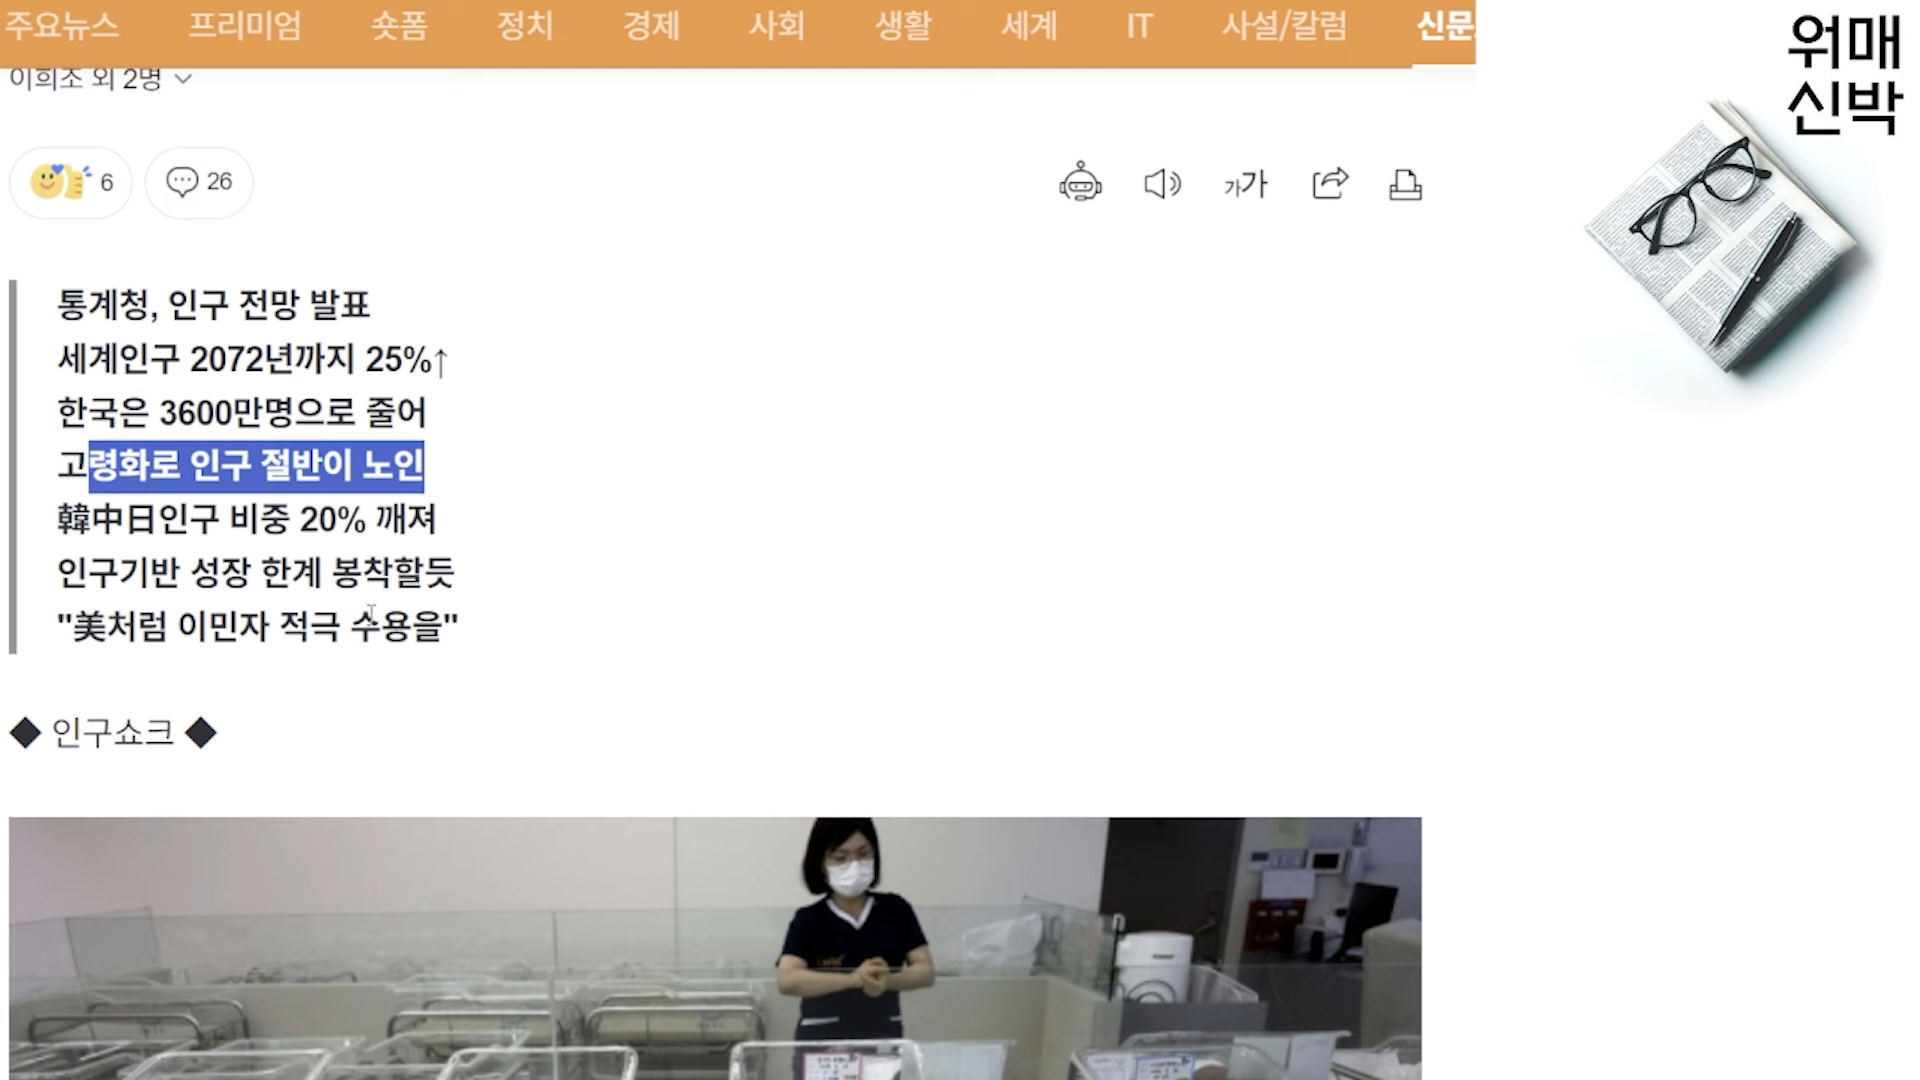 주요뉴스 프리미엄 숏폼 정치 경제 사회 생활 세계 IT 사설/칼럼 신문
이희조 외 2명
6 26 가가
통계청, 인구 전망 발표
세계인구 2072년까지 25%↑
한국은 3600만명으로 줄어
고령화로 인구 절반이 노인
韓中日인구 비중 20% 깨져
인구기반 성장 한계 봉착할듯
"美처럼 이민자 적극 수용을"
◆ 인구쇼크 ◆
위매
신박